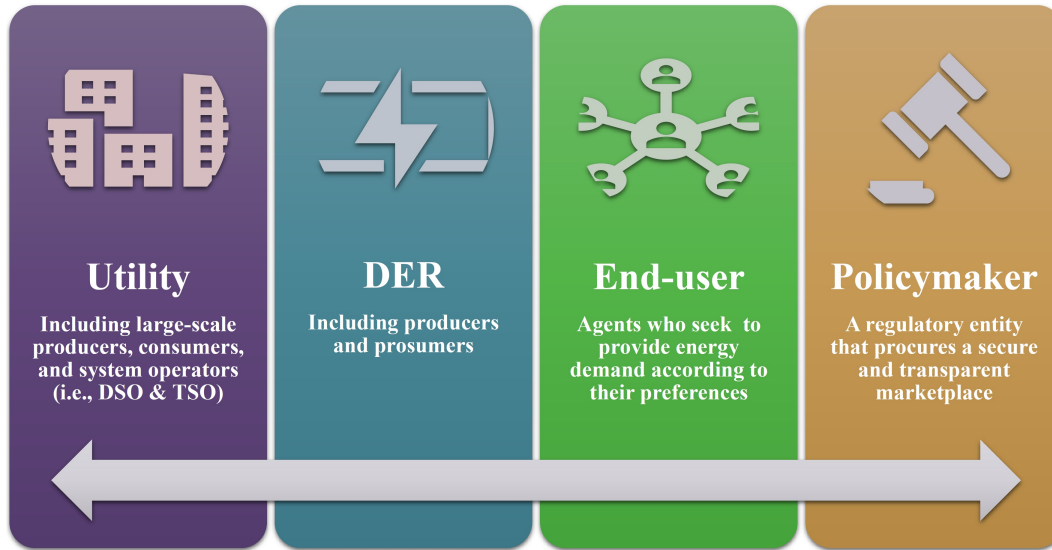 Utility
Including large-scale
producers, consumers,
and system operators
(i.e., DSO & TSO)
DER
Including producers
and prosumers
End-user
Agents who seek to
provide energy
demand according to
their preferences
Policymaker
A regulatory entity
that procures a secure
and transparent
marketplace